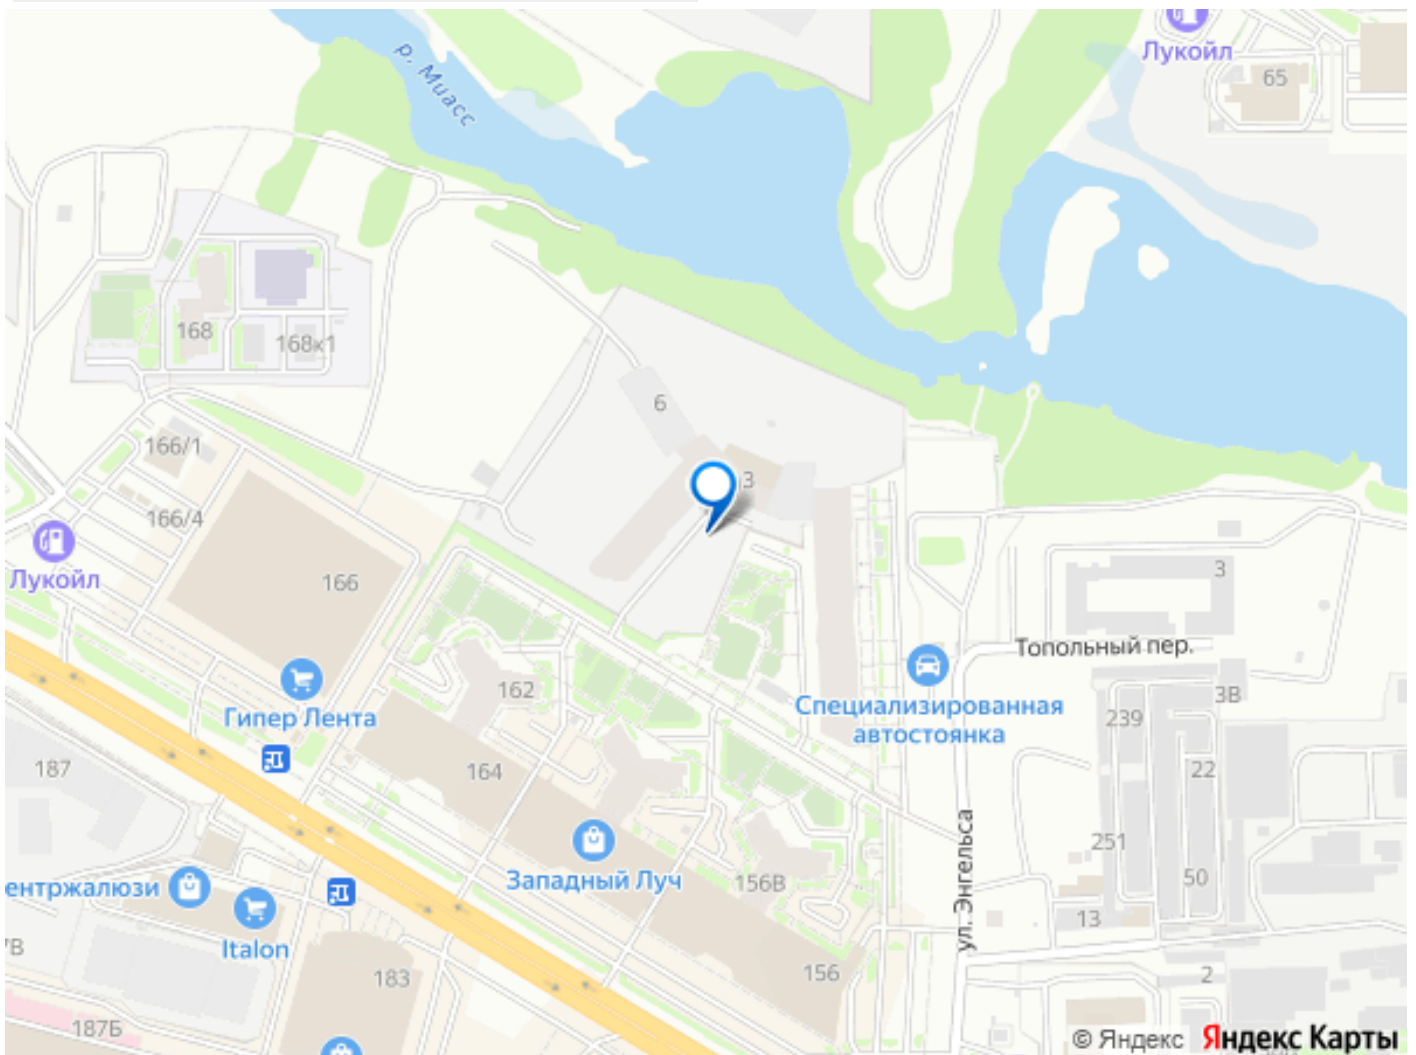 р. Миасс
Лукойл
65
168
168к1
6
166/1
3
166/4
Лукойл
166
3
Топольный пер.
162
Специализированная
автостоянка
Гипер Лента
3В
239
187
164
22
251
Западный Луч
156В
50
ентржалюзи
ул. Энгельса
13
Italon
7В
183
156
2
187Б
© Яндекс Яндекс Карты